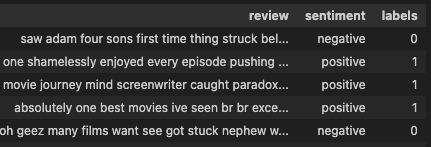 review sentiment labels
saw adam four sons first time thing struck bel... negative 0
one shamelessly enjoyed every episode pushing ... positive 1
movie journey mind screenwriter caught paradox... positive 1
absolutely one best movies ive seen br br exce... positive 1
oh geez many films want see got stuck nephew w... negative 0